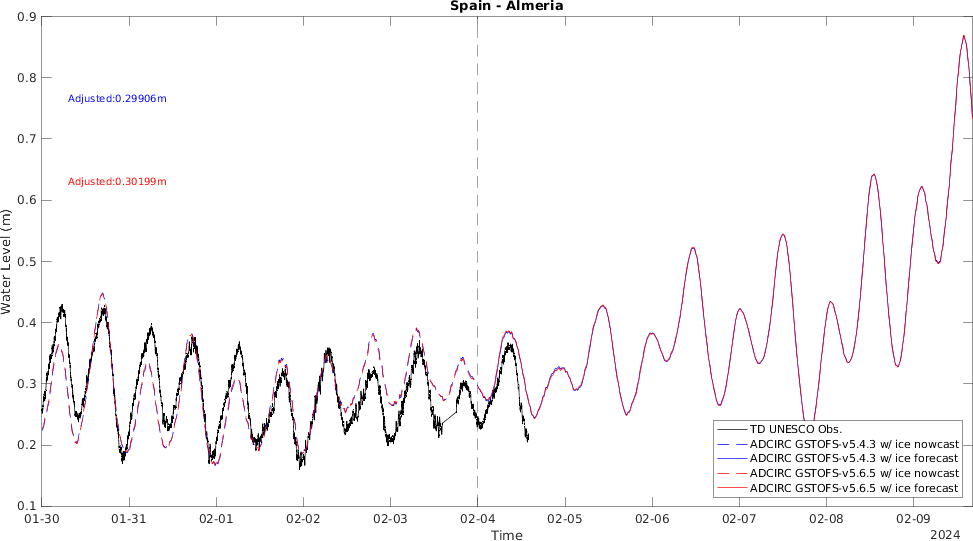 Spain - Almeria
0.9
0.8
0.7
0.6
0.5
0.4
0.3
0.2
0.1
Water Level (m)
Adjusted:0.29906m
Adjusted:0.30199m
TD UNESCO Obs.
ADCIRC GSTOFS-v5.4.3 w/ ice nowcast
ADCIRC GSTOFS-v5.4.3 w/ ice forecast
ADCIRC GSTOFS-v5.6.5 w/ ice nowcast
ADCIRC GSTOFS-v5.6.5 w/ ice forecast
01-30 01-31 02-01 02-02 02-03 02-04 02-05 02-06 02-07 02-08 02-09
Time
2024